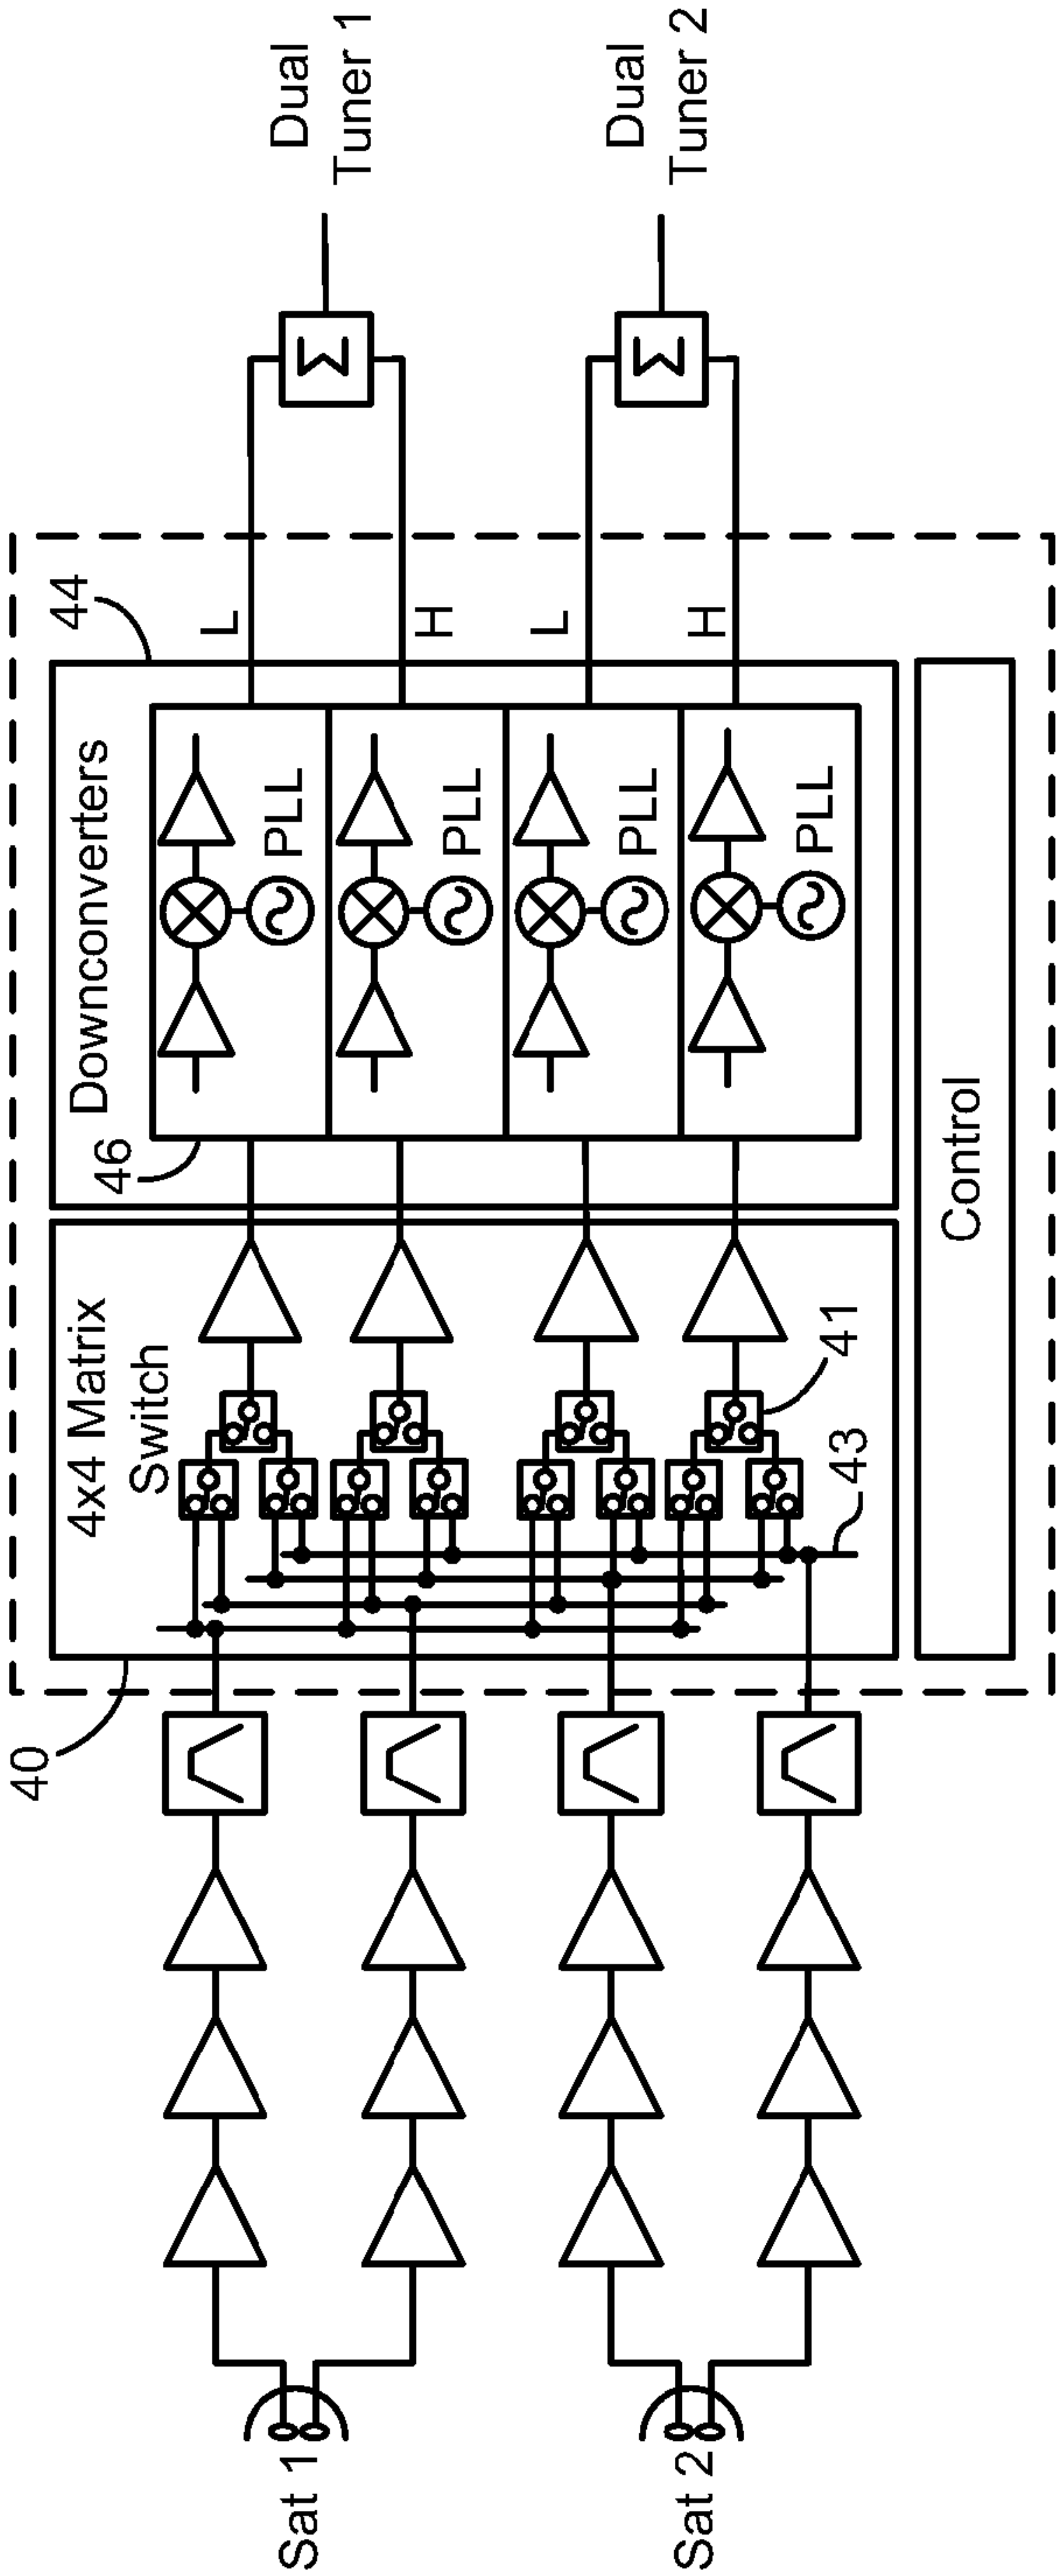 Sat 1
Sat 2
40
4x4 Matrix
Switch
43
41
44
Downconverters
46
PLL
PLL
PLL
PLL
Control
L
H
L
H
Σ
Σ
Dual
Tuner 1
Dual
Tuner 2